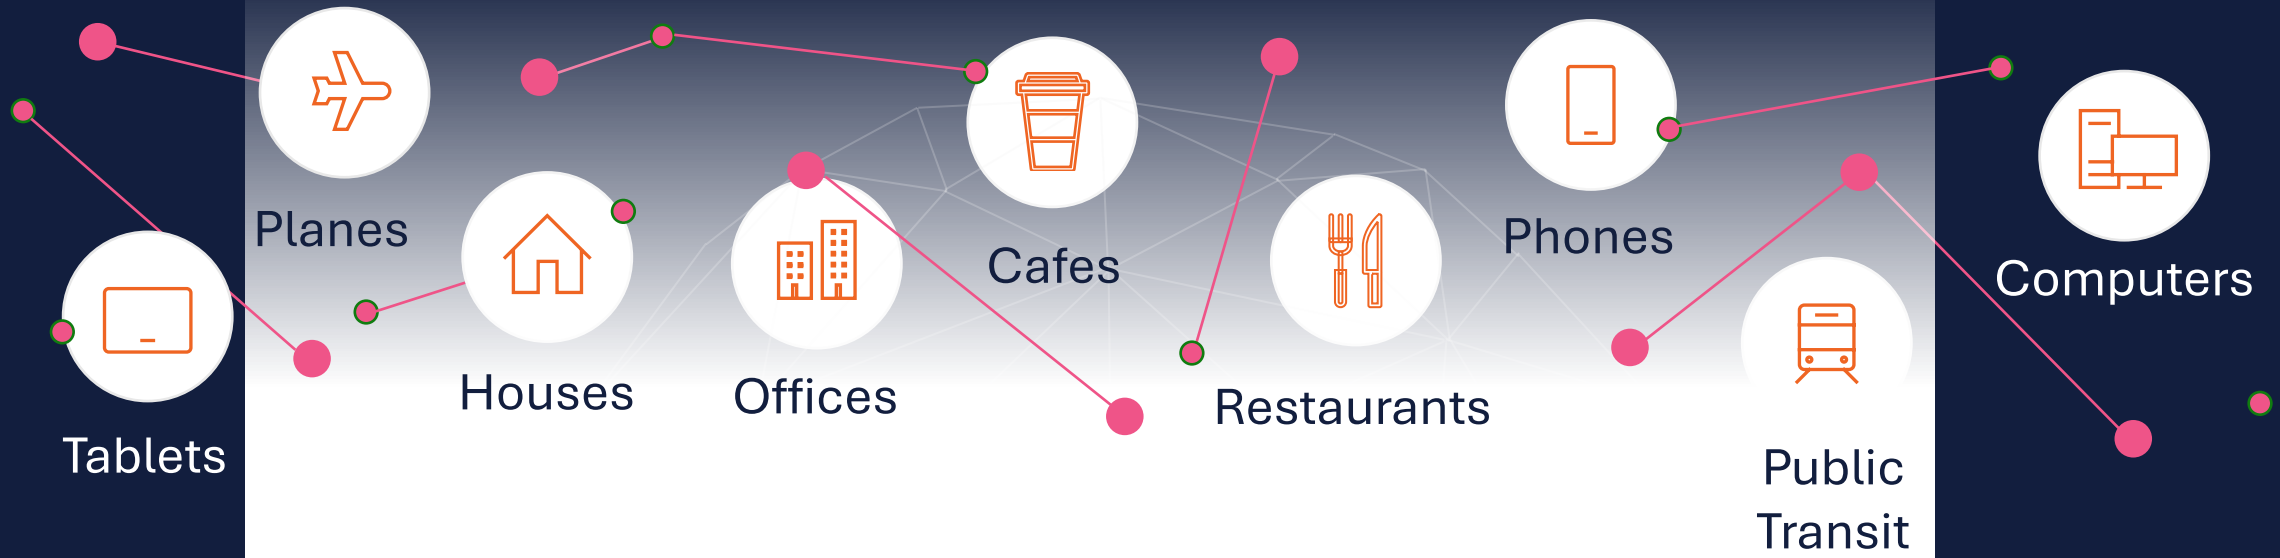 Planes
Tablets
Houses
Offices
Cafes
Restaurants
Phones
Public
Transit
Computers